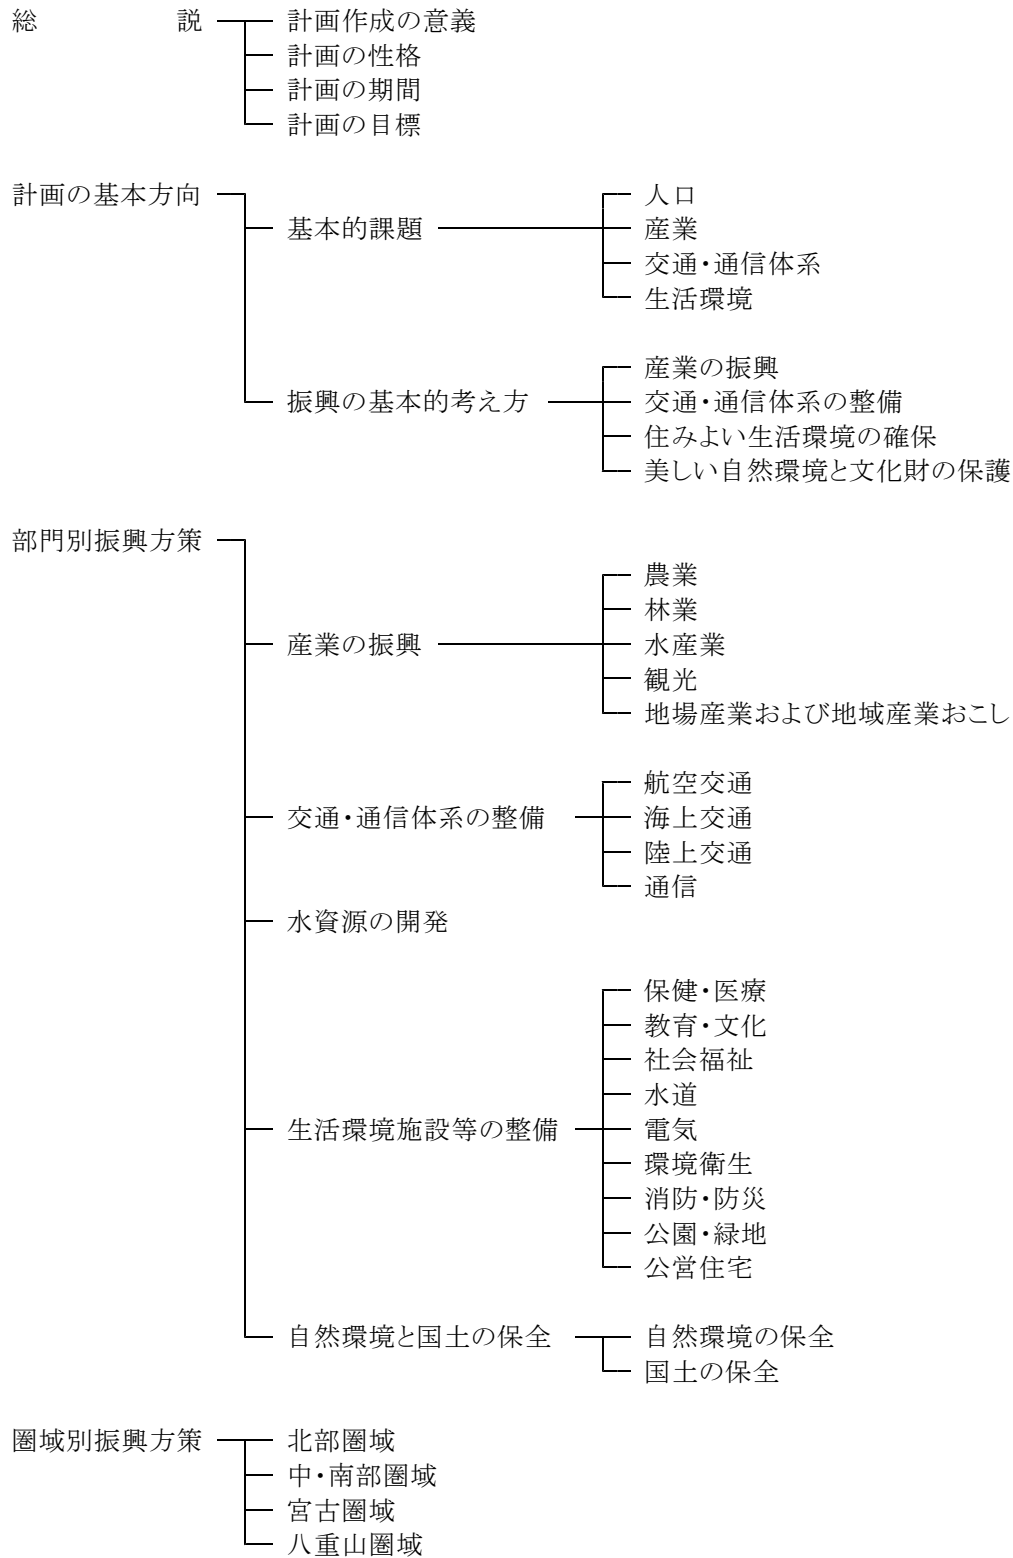 総　説 計画作成の意義
計画の性格
計画の期間
計画の目標
計画の基本方向 人口
基本的課題 産業
交通・通信体系
生活環境
産業の振興
振興の基本的考え方 交通・通信体系の整備
住みよい生活環境の確保
美しい自然環境と文化財の保護
部門別振興方策
農業
林業
産業の振興 水産業
観光
地場産業および地域産業おこし
航空交通
交通・通信体系の整備 海上交通
陸上交通
通信
水資源の開発
保健・医療
教育・文化
社会福祉
水道
生活環境施設等の整備 電気
環境衛生
消防・防災
公園・緑地
公営住宅
自然環境と国土の保全 自然環境の保全
国土の保全
圏域別振興方策 北部圏域
中・南部圏域
宮古圏域
八重山圏域